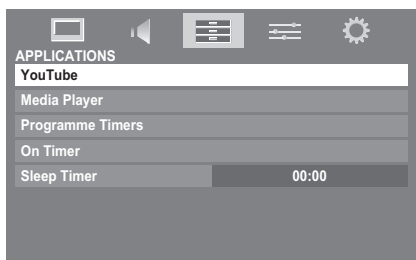 APPLICATIONS
YouTube
Media Player
Programme Timers
On Timer
Sleep Timer 00:00